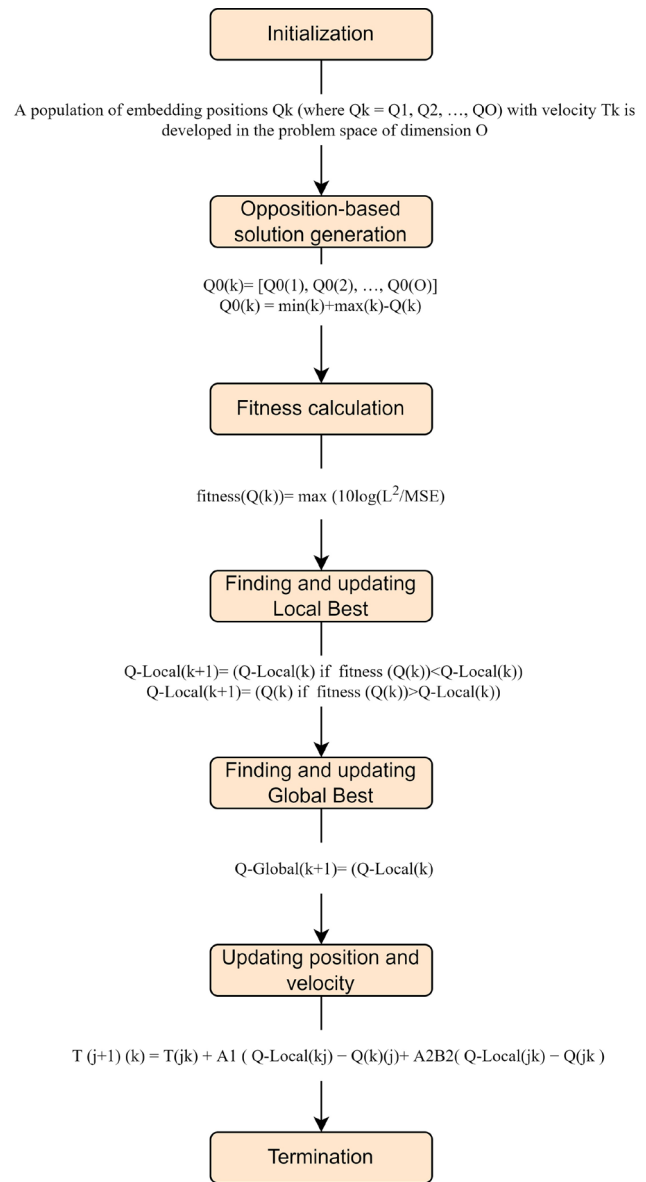 Initialization
A population of embedding positions Qk (where Qk = Q1, Q2, …, QO) with velocity Tk is
developed in the problem space of dimension O
Opposition-based
solution generation
Q0(k)= [Q0(1), Q0(2), …, Q0(O)]
Q0(k) = min(k)+max(k)-Q(k)
Fitness calculation
fitness(Q(k))= max (10log(L²/MSE)
Finding and updating
Local Best
Q-Local(k+1)= (Q-Local(k) if fitness (Q(k))<Q-Local(k))
Q-Local(k+1)= (Q(k) if fitness (Q(k))>Q-Local(k))
Finding and updating
Global Best
Q-Global(k+1)= (Q-Local(k)
Updating position and
velocity
T (j+1) (k) = T(jk) + A1 ( Q-Local(kj) − Q(k)(j)+ A2B2( Q-Local(jk) − Q(jk )
Termination